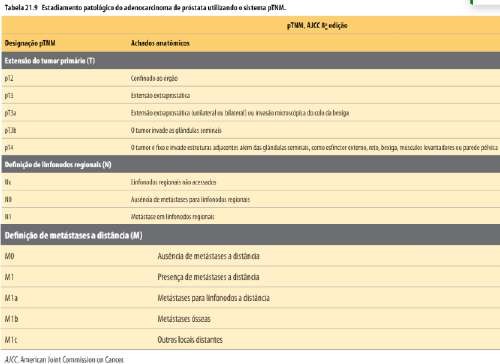 Tabela 21.9 Estadiamento patológico do adenocarcinoma de próstata utilizando o sistema pTNM.
pTNM, AJCC 8ª edição
Designação pTNM Achados anatômicos
Extensão do tumor primário (T)
pT2 Confinado ao órgão
pT3 Extensão extraprostática
pT3a Extensão extraprostática (unilateral ou bilateral) ou invasão microscópica do colo da bexiga
pT3b O tumor invade as glândulas seminais
pT4 O tumor é fixo e invade estruturas adjacentes além das glândulas seminais, como esfíncter externo, reto, bexiga, músculos levantadores ou parede pélvica
Definição de linfonodos regionais (N)
Nx Linfonodos regionais não acessados
N0 Ausência de metástases para linfonodos regionais
N1 Metástase em linfonodos regionais
Definição de metástases a distância (M)
M0 Ausência de metástases a distância
M1 Presença de metástases a distância
M1a Metástases para linfonodos a distância
M1b Metástases ósseas
M1c Outros locais distantes
AJCC, American Joint Commission on Cancer.